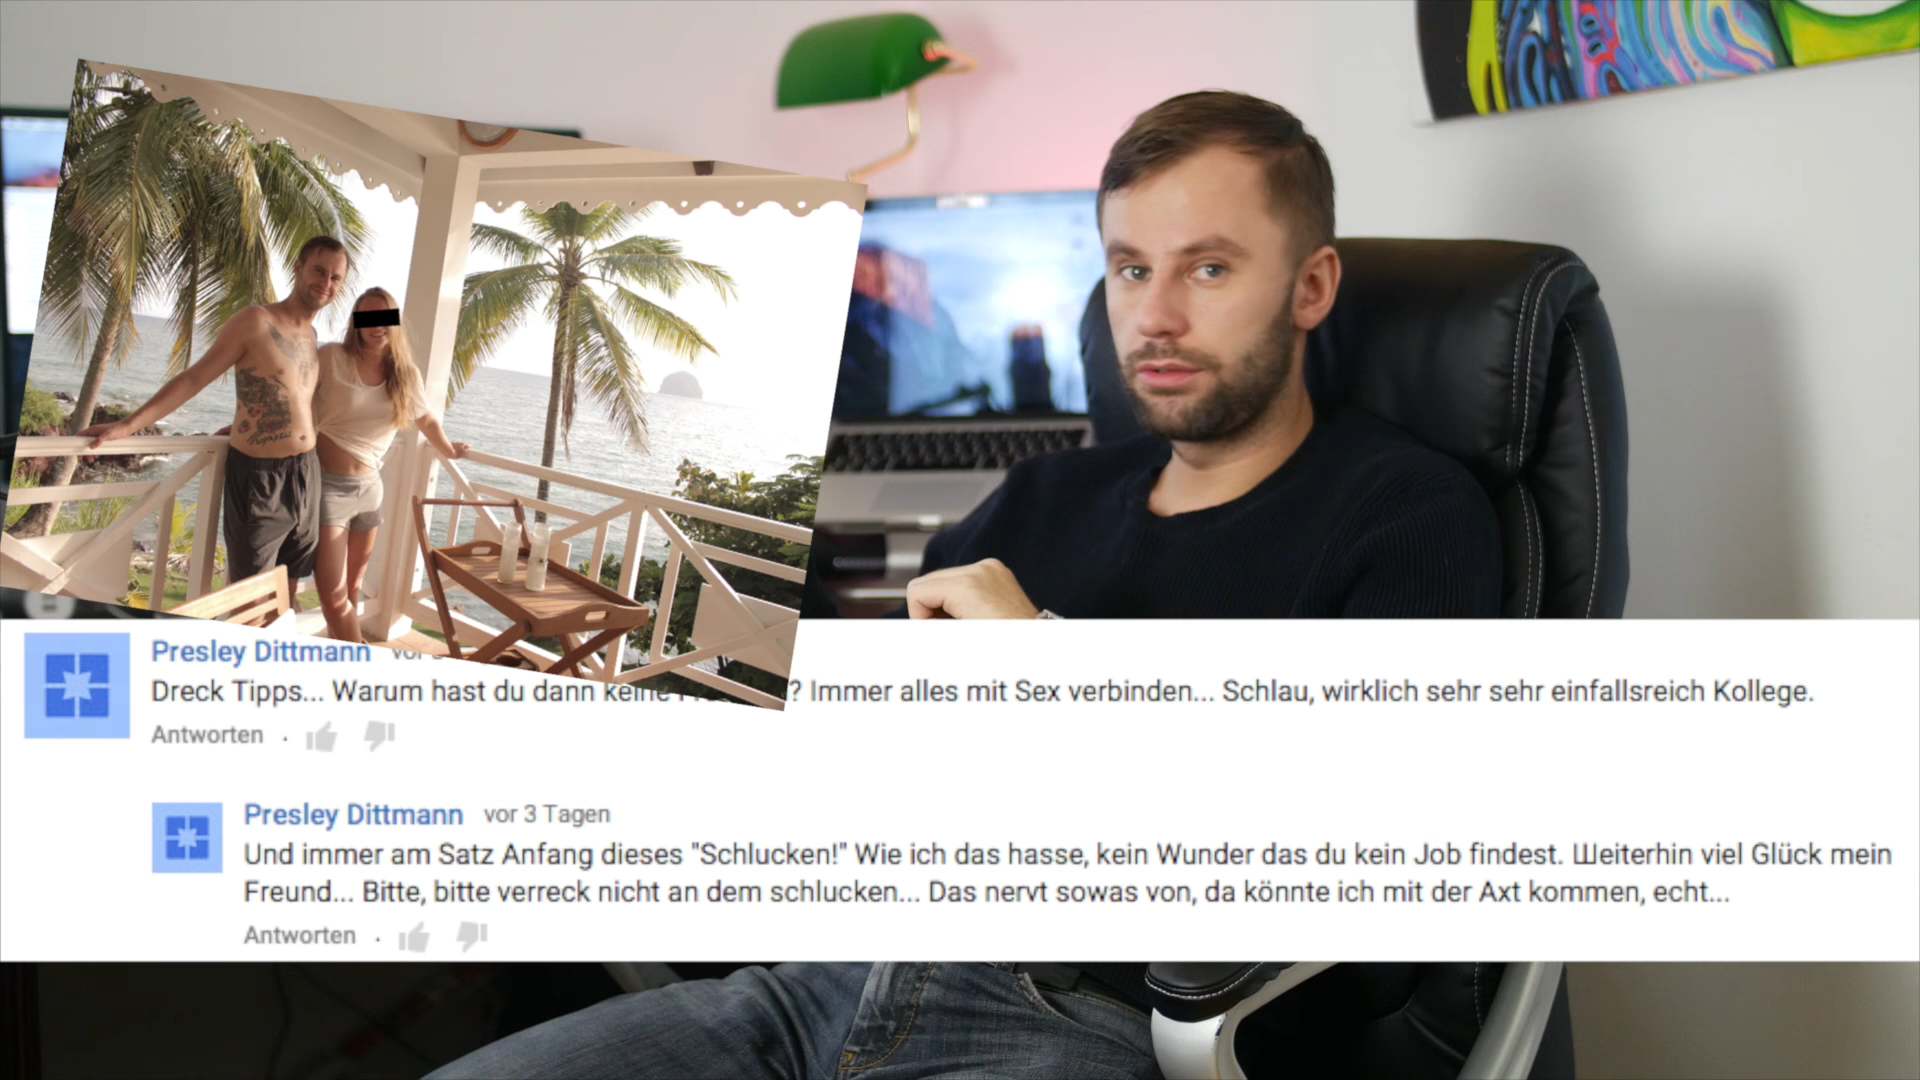 Presley Dittmann
Dreck Tipps... Warum hast du dann keine ? Immer alles mit Sex verbinden... Schlau, wirklich sehr sehr einfallsreich Kollege.
Antworten .
Presley Dittmann vor 3 Tagen
Und immer am Satz Anfang dieses "Schlucken!" Wie ich das hasse, kein Wunder das du kein Job findest. Weiterhin viel Glück mein
Freund... Bitte, bitte verreck nicht an dem schlucken... Das nervt sowas von, da könnte ich mit der Axt kommen, echt...
Antworten .